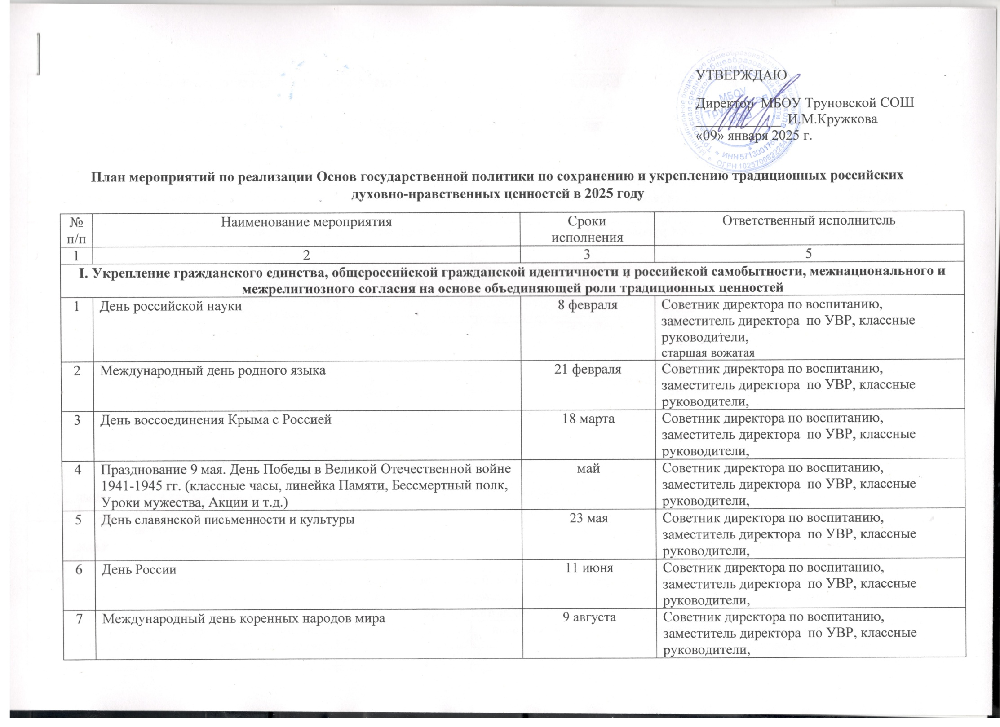 УТВЕРЖДАЮ
Директор МБОУ Труновской СОШ
____________ И.М.Кружкова
«09» января 2025 г.
МБОУ
Труновская
СОШ
ОГРН 1025700622254
План мероприятий по реализации Основ государственной политики по сохранению и укреплению традиционных российских
духовно-нравственных ценностей в 2025 году
№
п/п
Наименование мероприятия
Сроки
исполнения
Ответственный исполнитель
1
2
3
5
I. Укрепление гражданского единства, общероссийской гражданской идентичности и российской самобытности, межнационального и
межрелигиозного согласия на основе объединяющей роли традиционных ценностей
1
День российской науки
8 февраля
Советник директора по воспитанию,
заместитель директора по УВР, классные
руководители,
старшая вожатая
2
Международный день родного языка
21 февраля
Советник директора по воспитанию,
заместитель директора по УВР, классные
руководители,
3
День воссоединения Крыма с Россией
18 марта
Советник директора по воспитанию,
заместитель директора по УВР, классные
руководители,
4
Празднование 9 мая. День Победы в Великой Отечественной войне
1941-1945 гг. (классные часы, линейка Памяти, Бессмертный полк,
Уроки мужества, Акции и т.д.)
май
Советник директора по воспитанию,
заместитель директора по УВР, классные
руководители,
5
День славянской письменности и культуры
23 мая
Советник директора по воспитанию,
заместитель директора по УВР, классные
руководители,
6
День России
11 июня
Советник директора по воспитанию,
заместитель директора по УВР, классные
руководители,
7
Международный день коренных народов мира
9 августа
Советник директора по воспитанию,
заместитель директора по УВР, классные
руководители,